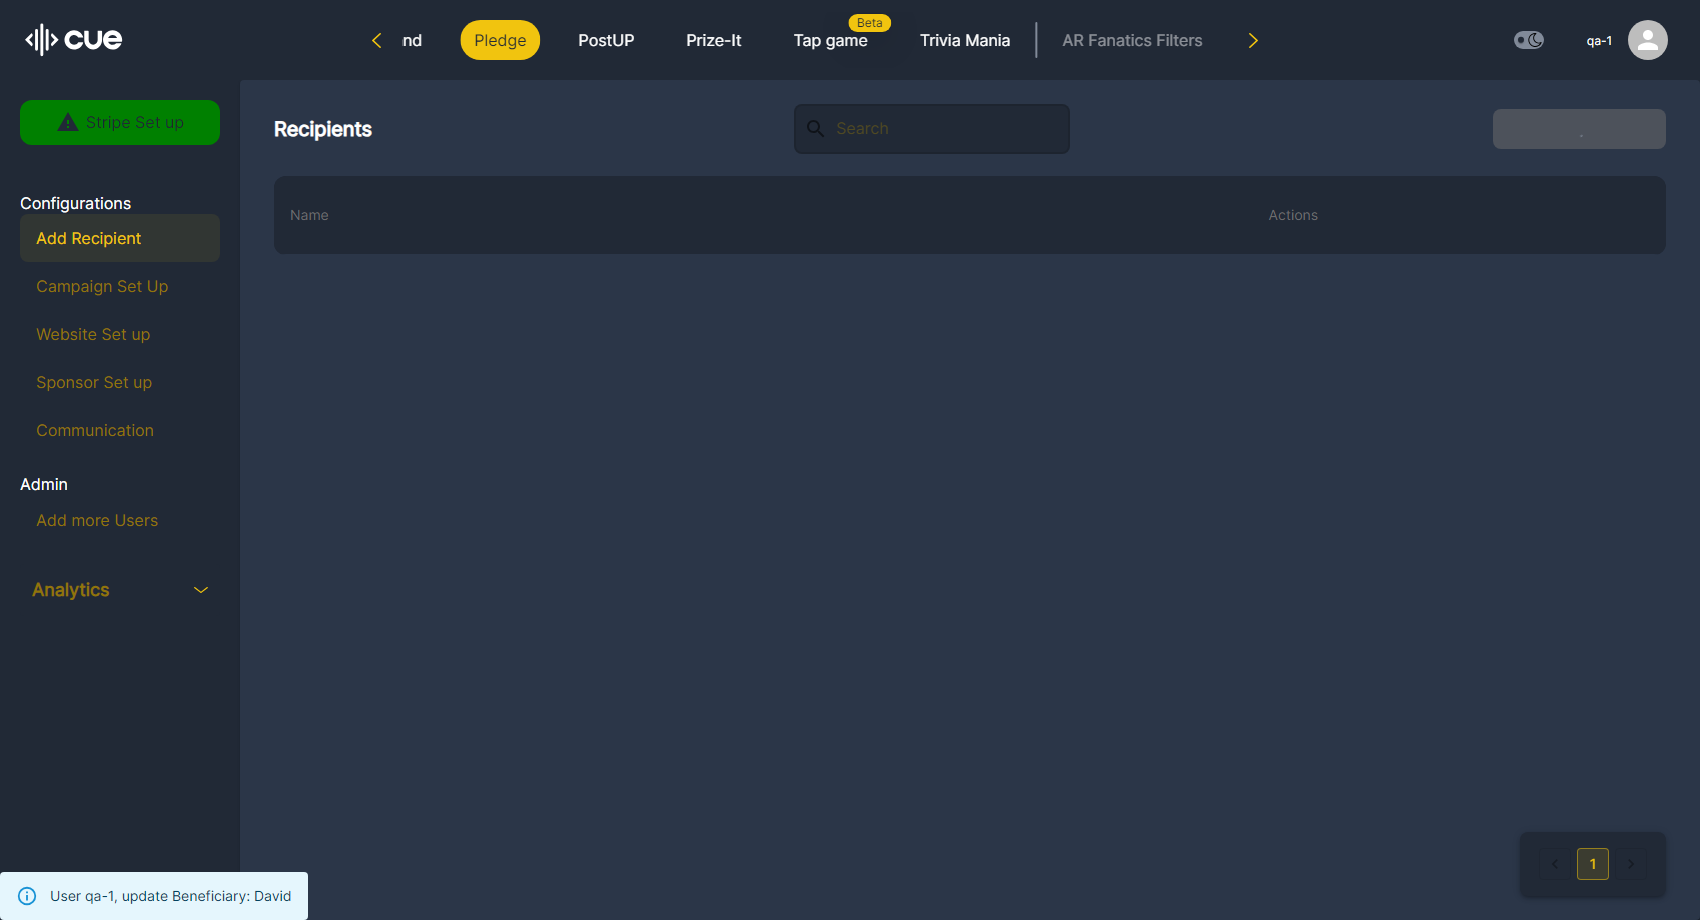 cue
nd
Pledge
PostUP
Prize-It
Tap game
Beta
Trivia Mania
AR Fanatics Filters
qa-1
Stripe Set up
Recipients
Search
Configurations
Name
Actions
Add Recipient
Campaign Set Up
Website Set up
Sponsor Set up
Communication
Admin
Add more Users
Analytics
1
User qa-1, update Beneficiary: David